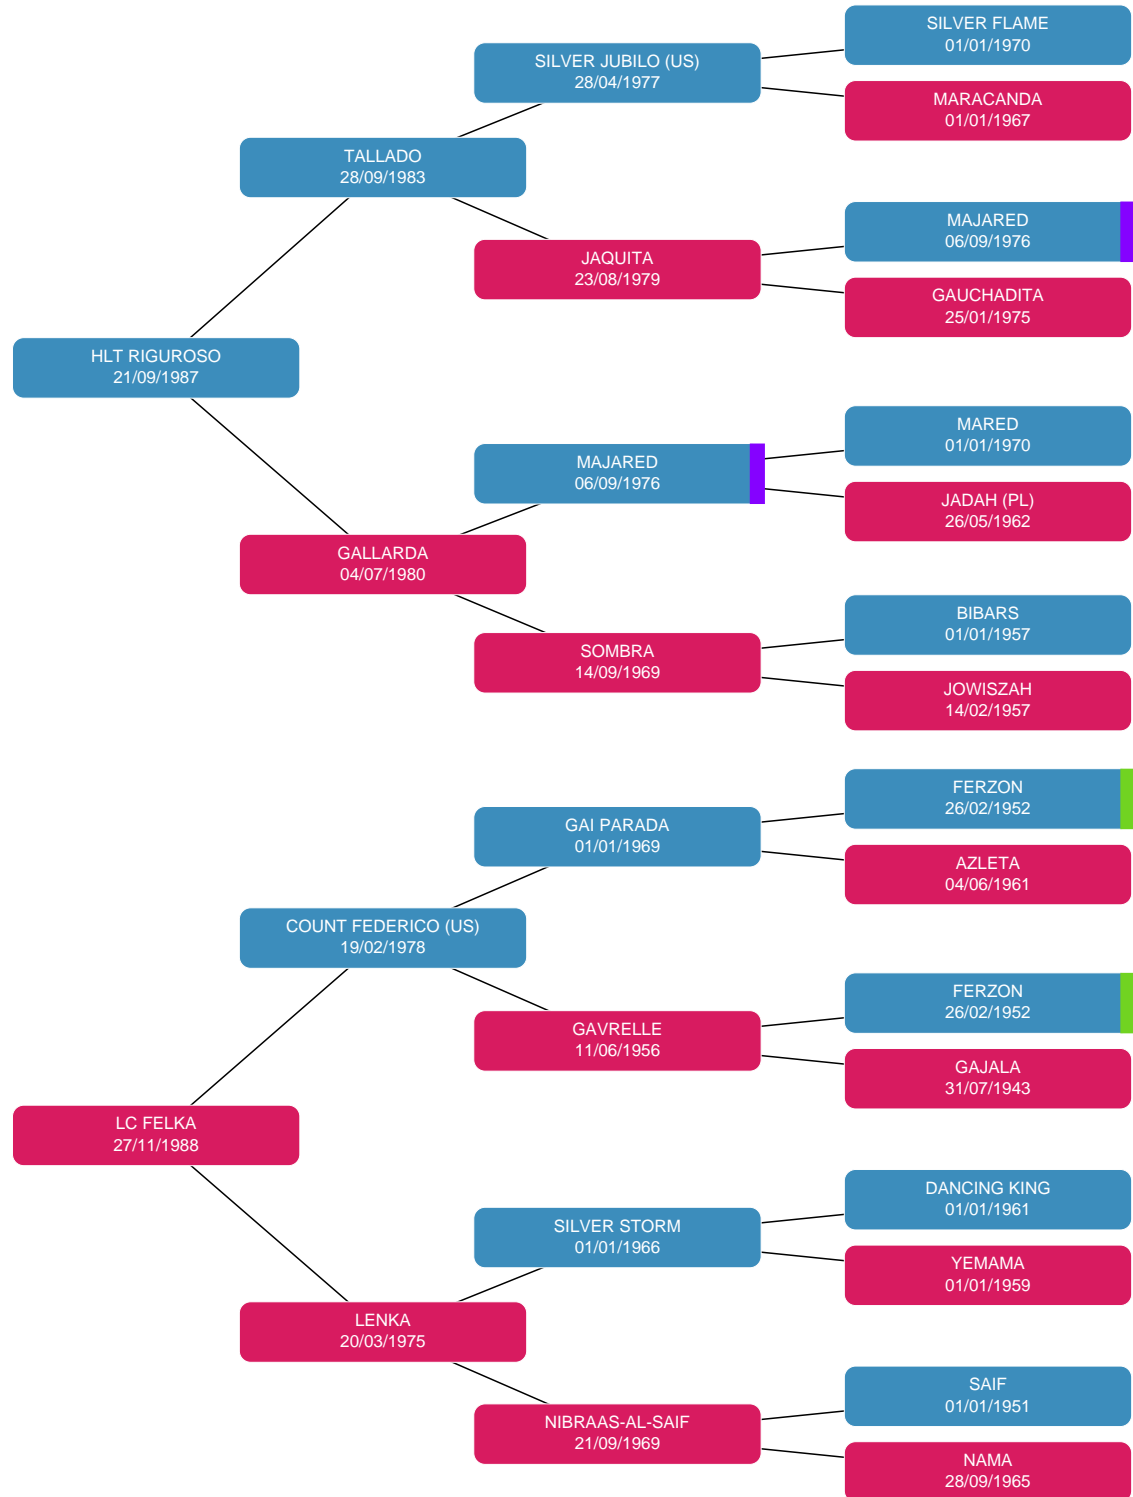 SILVER FLAME
01/01/1970
SILVER JUBILO (US)
28/04/1977
MARACANDA
01/01/1967
TALLADO
28/09/1983
MAJARED
06/09/1976
JAQUITA
23/08/1979
GAUCHADITA
25/01/1975
HLT RIGUROSO
21/09/1987
MARED
01/01/1970
MAJARED
06/09/1976
JADAH (PL)
26/05/1962
GALLARDA
04/07/1980
BIBARS
01/01/1957
SOMBRA
14/09/1969
JOWISZAH
14/02/1957
FERZON
26/02/1952
GAI PARADA
01/01/1969
AZLETA
04/06/1961
COUNT FEDERICO (US)
19/02/1978
FERZON
26/02/1952
GAVRELLE
11/06/1956
GAJALA
31/07/1943
LC FELKA
27/11/1988
DANCING KING
01/01/1961
SILVER STORM
01/01/1966
YEMAMA
01/01/1959
LENKA
20/03/1975
SAIF
01/01/1951
NIBRAAS-AL-SAIF
21/09/1969
NAMA
28/09/1965